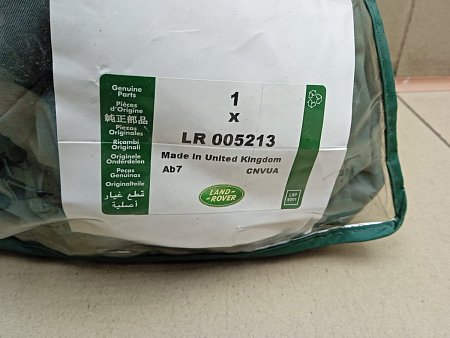 Genuine
Parts
Pièces
d'Origine
純正部品
Piezas
Originales
Ricambi
Originali
Originele
Onderdelen
Peças
Genuínas
Originalteile
قطع غيار
أصلية
1
x
LR 005213
Made in United Kingdom
Ab7 CNVUA
LAND-
ROVER